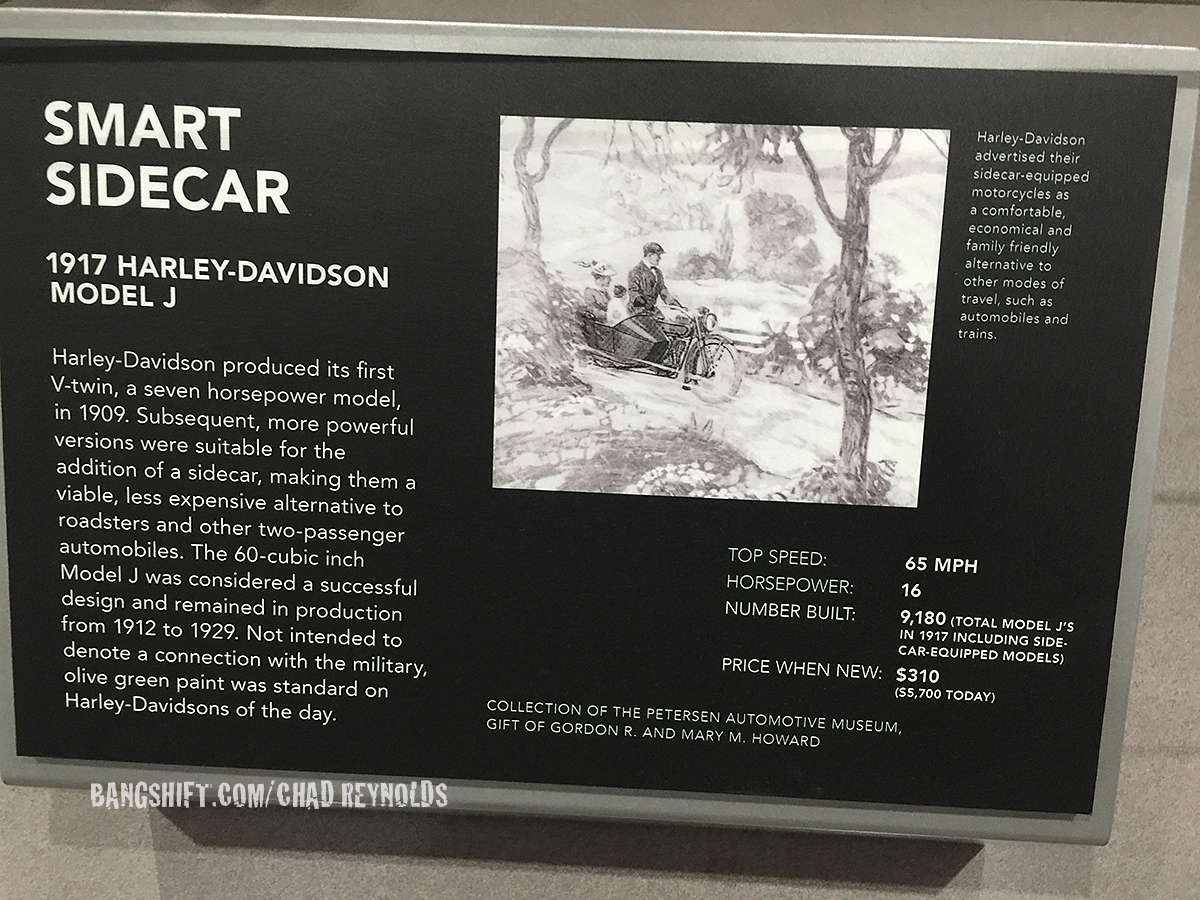 SMART
SIDECAR
1917 HARLEY-DAVIDSON
MODEL J
Harley-Davidson produced its first
V-twin, a seven horsepower model,
in 1909. Subsequent, more powerful
versions were suitable for the
addition of a sidecar, making them a
viable, less expensive alternative to
roadsters and other two-passenger
automobiles. The 60-cubic inch
Model J was considered a successful
design and remained in production
from 1912 to 1929. Not intended to
denote a connection with the military,
olive green paint was standard on
Harley-Davidsons of the day.
Harley-Davidson
advertised their
sidecar-equipped
motorcycles as
a comfortable,
economical and
family friendly
alternative to
other modes of
travel, such as
automobiles and
trains.
TOP SPEED: 65 MPH
HORSEPOWER: 16
NUMBER BUILT: 9,180 (TOTAL MODEL J'S
IN 1917 INCLUDING SIDE-
CAR-EQUIPPED MODELS)
PRICE WHEN NEW: $310
($5,700 TODAY)
COLLECTION OF THE PETERSEN AUTOMOTIVE MUSEUM,
GIFT OF GORDON R. AND MARY M. HOWARD
BANGSHIFT.COM/CHAD REYNOLDS